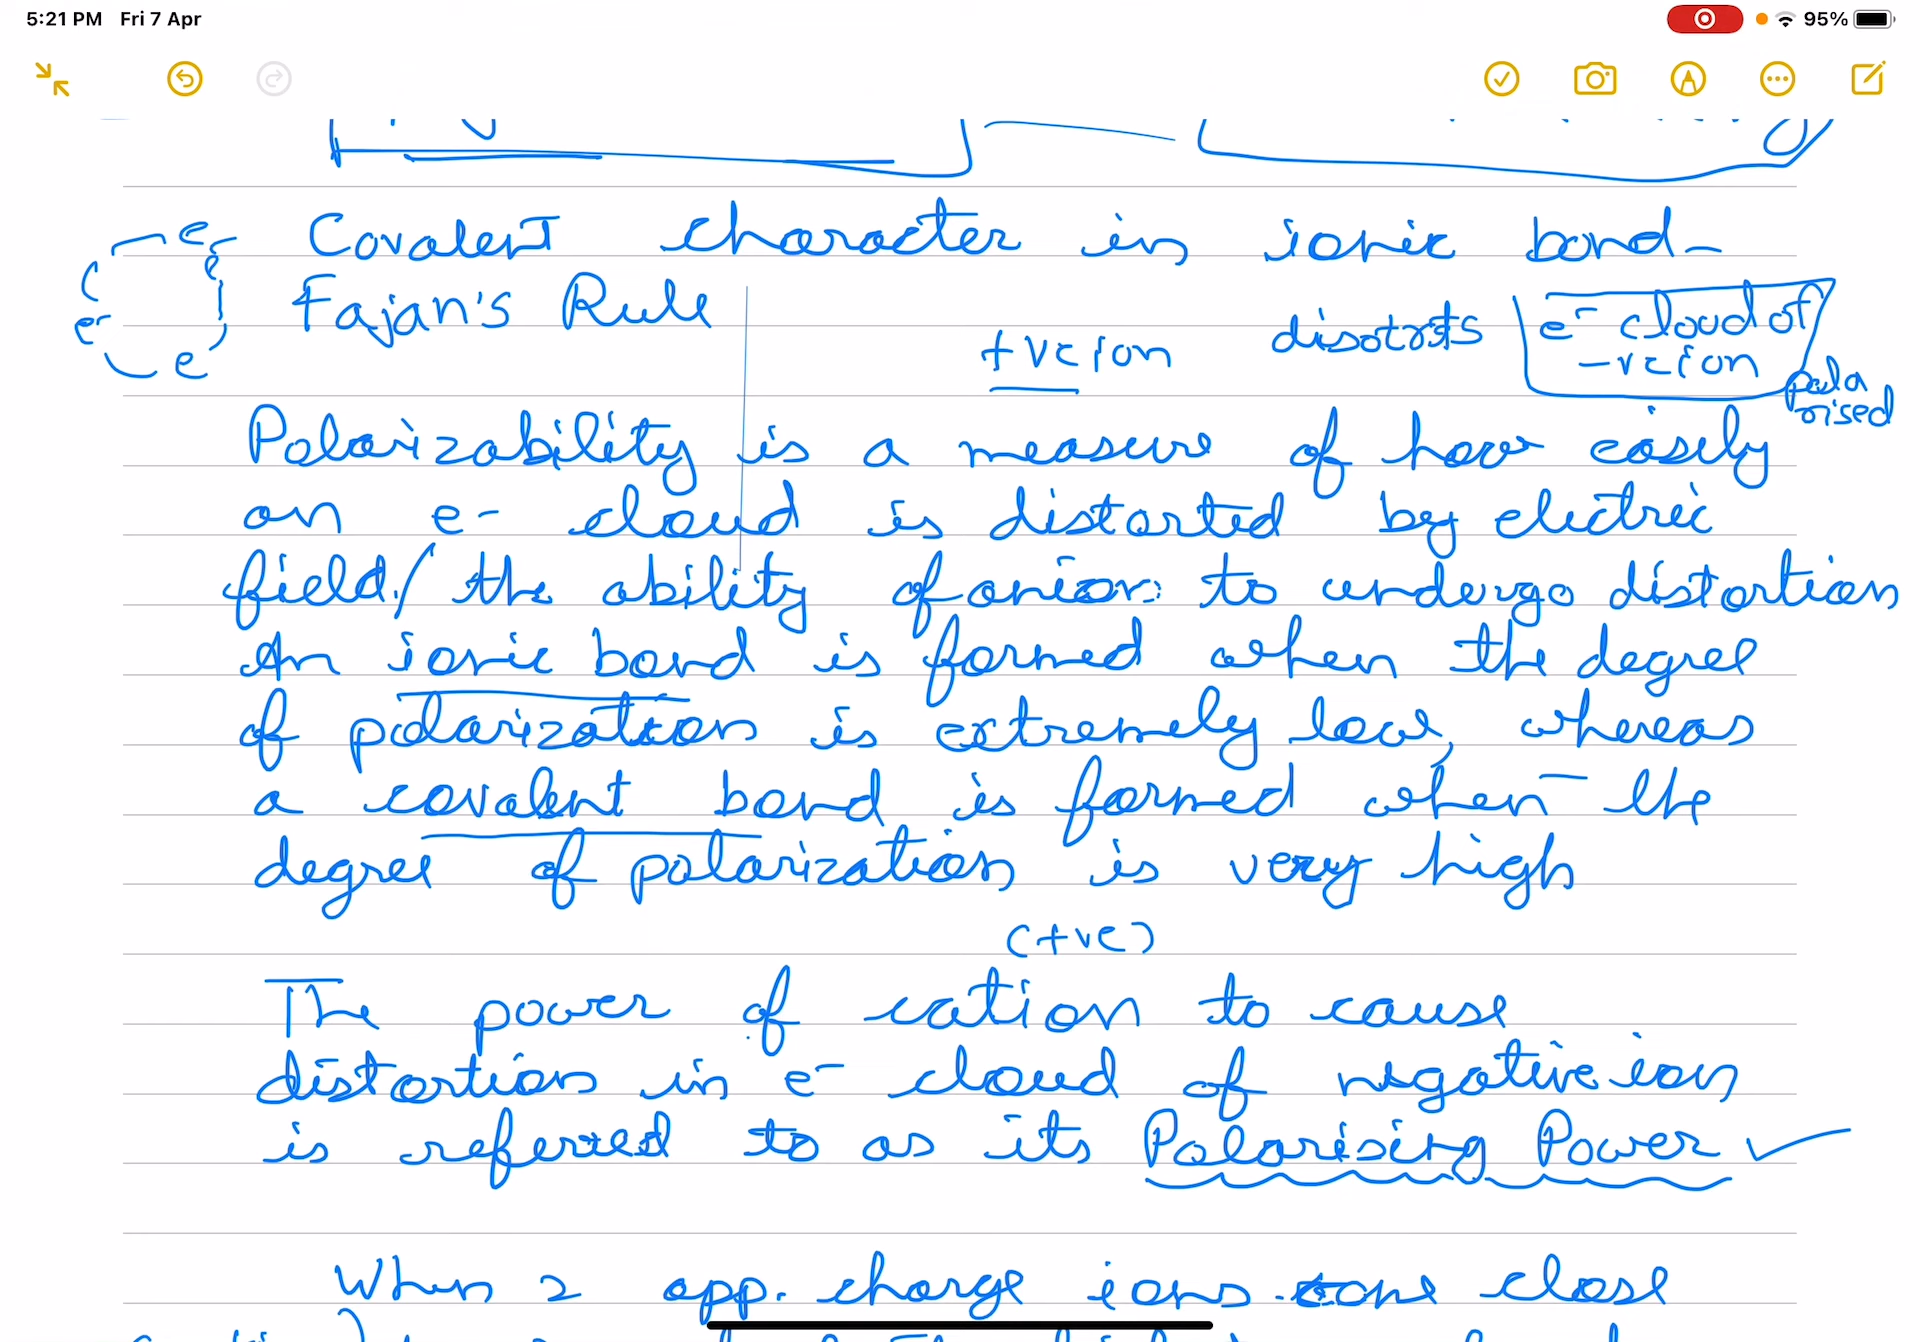 5:21 PM Fri 7 Apr 95%
Covalent character in ionic bond-
Fajan's Rule
+ve ion disotrts e- cloud of
-ve ion
pola
rised
e e e- e
Polarizability is a measure of how easily
an e- cloud is distorted by electric
field./ the ability of anion to undergo distortion
An ionic bond is formed when the degree
of polarization is extremely low, whereas
a covalent bond is formed when the
degree of polarization is very high
(+ve)
The power of cation to cause
distortion in e- cloud of negative ion
is referred to as its Polarising Power ✓
When 2 opp. charge ions come close